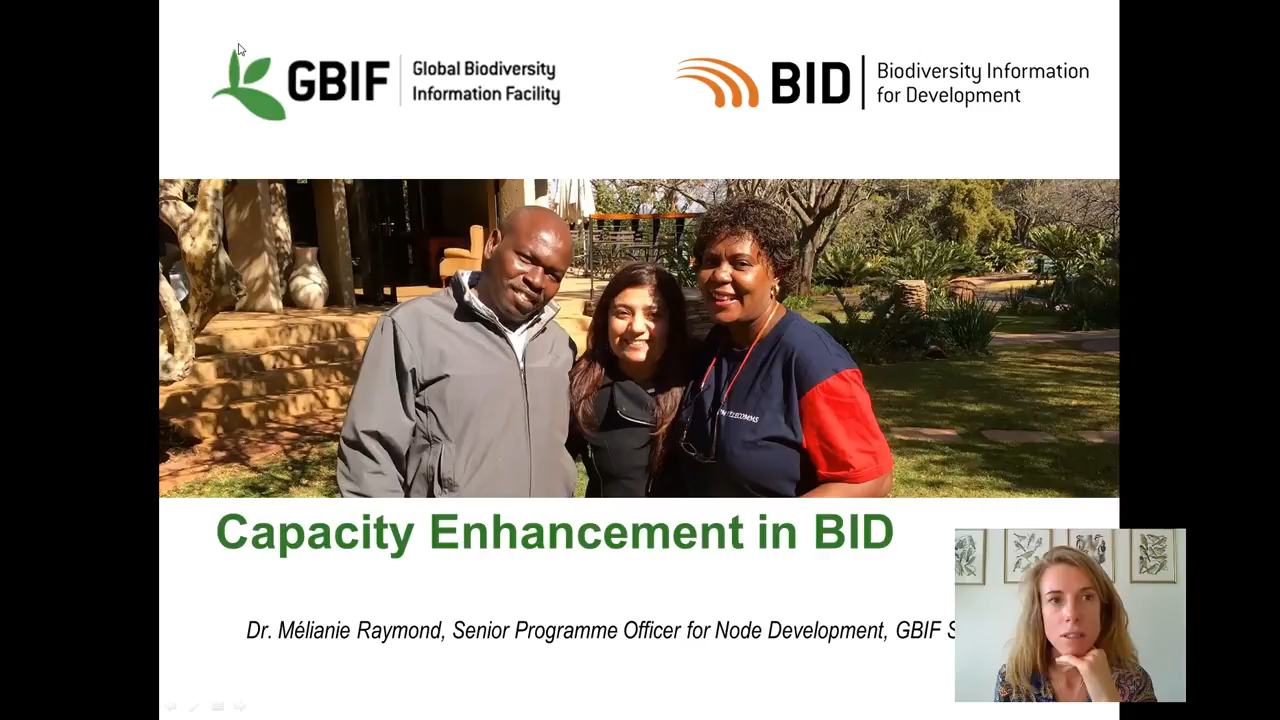 GBIF
Global Biodiversity
Information Facility
BID
Biodiversity Information
for Development
Capacity Enhancement in BID
Dr. Mélianie Raymond, Senior Programme Officer for Node Development, GBIF S